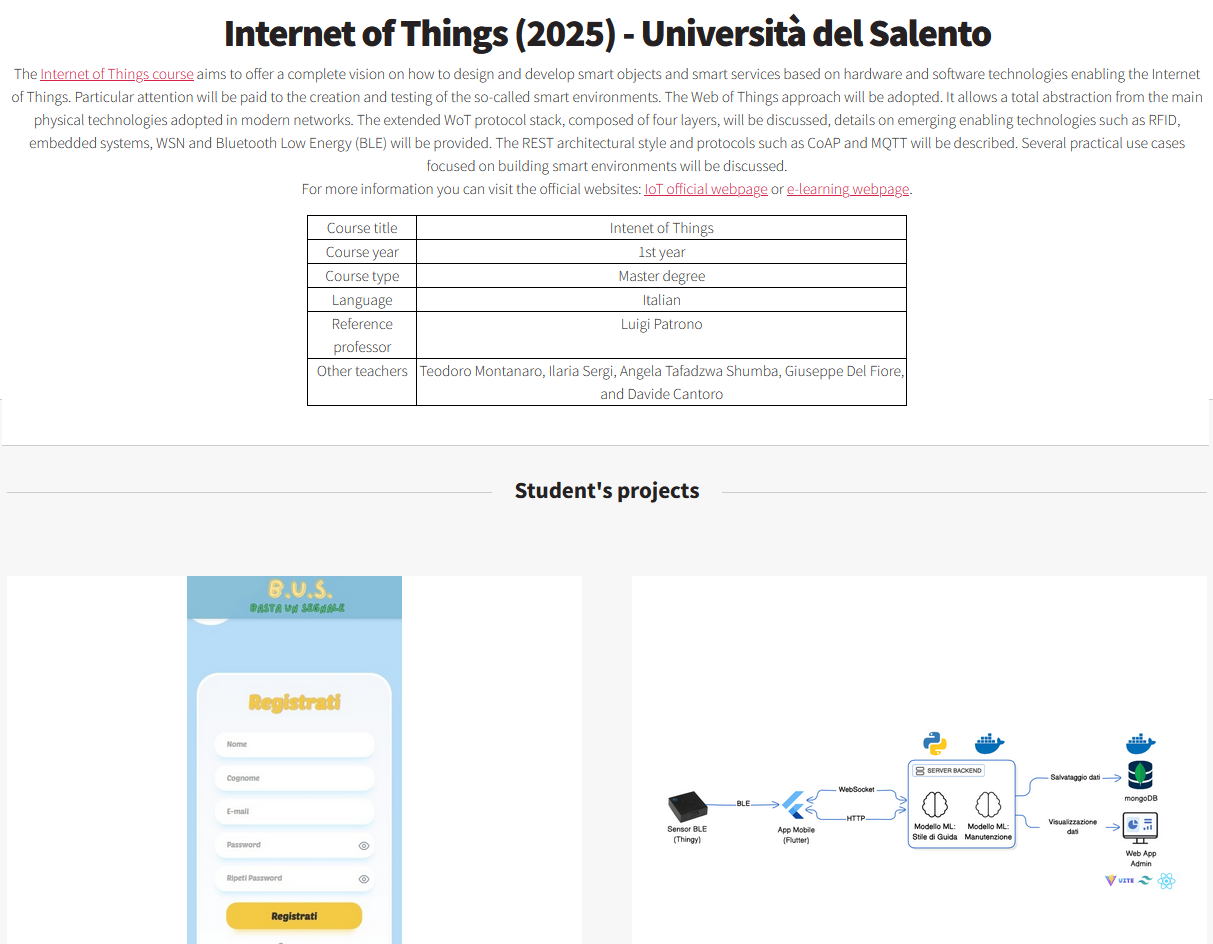 Internet of Things (2025) - Università del Salento
The Internet of Things course aims to offer a complete vision on how to design and develop smart objects and smart services based on hardware and software technologies enabling the Internet
of Things. Particular attention will be paid to the creation and testing of the so-called smart environments. The Web of Things approach will be adopted. It allows a total abstraction from the main
physical technologies adopted in modern networks. The extended WoT protocol stack, composed of four layers, will be discussed, details on emerging enabling technologies such as RFID,
embedded systems, WSN and Bluetooth Low Energy (BLE) will be provided. The REST architectural style and protocols such as CoAP and MQTT will be described. Several practical use cases
focused on building smart environments will be discussed.
For more information you can visit the official websites: IoT official webpage or e-learning webpage.
Course title Intenet of Things
Course year 1st year
Course type Master degree
Language Italian
Reference Luigi Patrono
professor
Other teachers Teodoro Montanaro, Ilaria Sergi, Angela Tafadzwa Shumba, Giuseppe Del Fiore,
and Davide Cantoro
Student's projects
B.U.S.
BASTA UN SEGNALE
Registrati
Nome
Cognome
E-mail
Password
Ripeti Password
Registrati
Sensor BLE
(Thingy)
BLE
App Mobile
(Flutter)
WebSocket
HTTP
SERVER BACKEND
Modello ML:
Stile di Guida
Modello ML:
Manutenzione
Salvataggio dati
mongoDB
Visualizzazione
dati
Web App
Admin
VITE